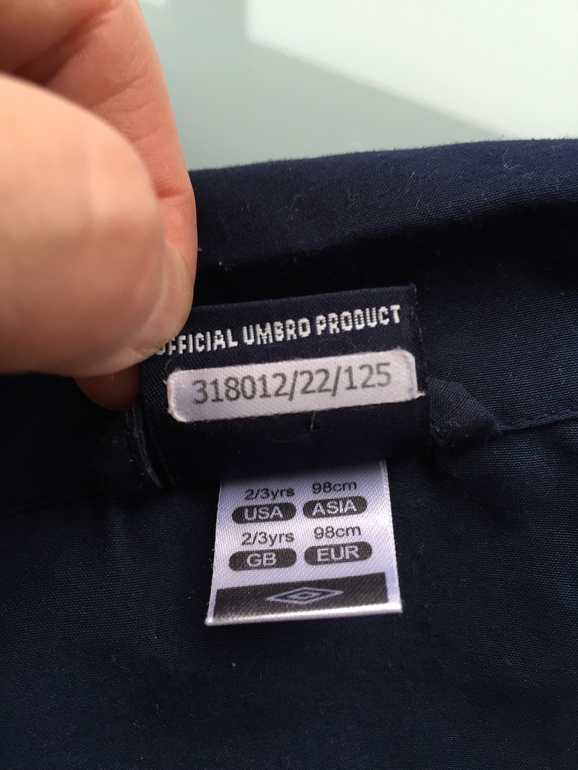 OFFICIAL UMBRO PRODUCT
318012/22/125
2/3yrs 98cm
USA ASIA
2/3yrs 98cm
GB EUR